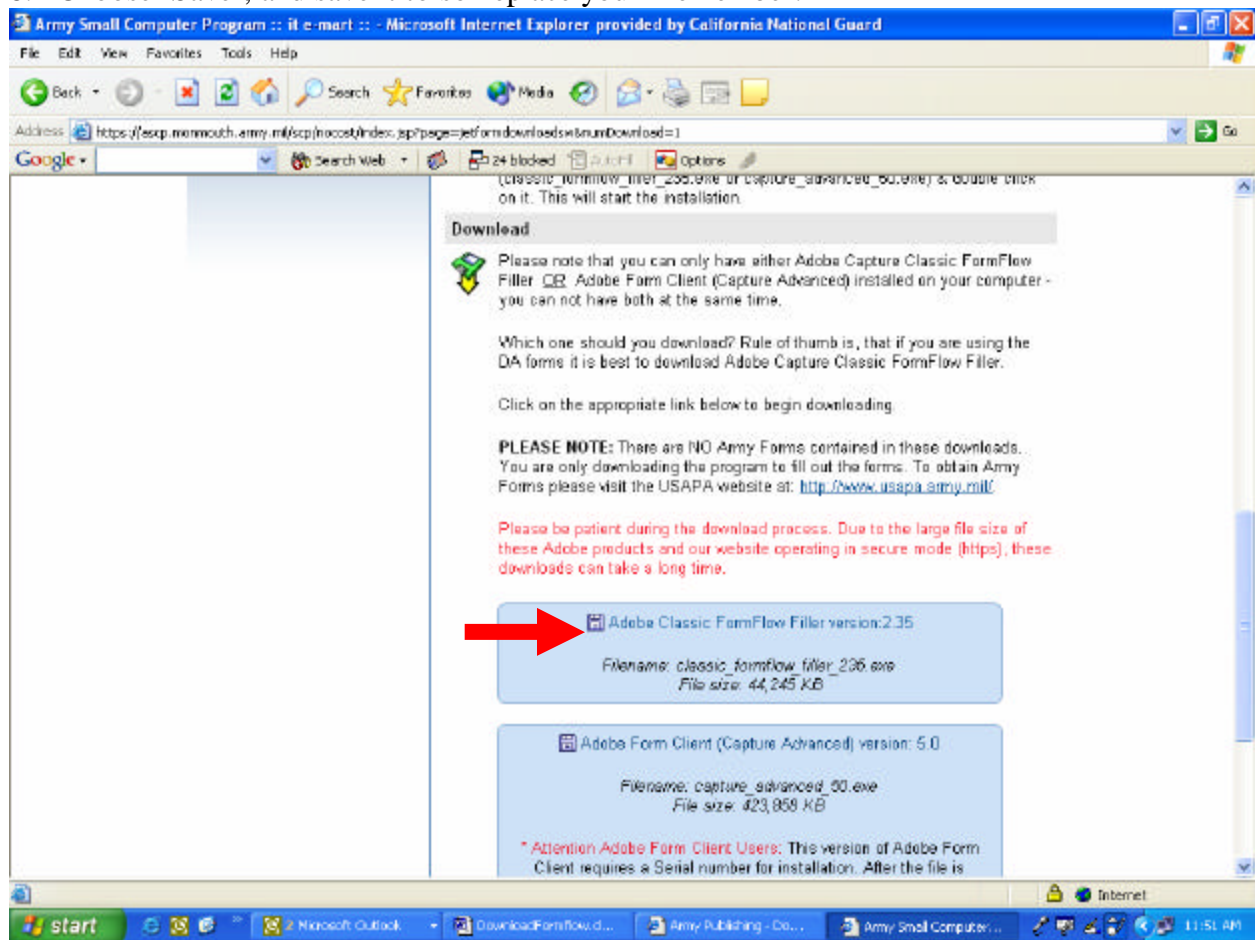 Army Small Computer Program :: it e-mart :: - Microsoft Internet Explorer provided by California National Guard
File Edit View Favorites Tools Help
Back Search Favorites Media
Address https://ascp.monmouth.army.mil/scp/nocost/index.jsp?page=jetformdownloads Go
Google Search Web 24 blocked Options
(classic_formflow_filler_235.exe or capture_advanced_50.exe) & double click
on it. This will start the installation.
Download
Please note that you can only have either Adobe Capture Classic FormFlow
Filler OR Adobe Form Client (Capture Advanced) installed on your computer -
you can not have both at the same time.
Which one should you download? Rule of thumb is, that if you are using the
DA forms it is best to download Adobe Capture Classic FormFlow Filler.
Click on the appropriate link below to begin downloading.
PLEASE NOTE: There are NO Army Forms contained in these downloads.
You are only downloading the program to fill out the forms. To obtain Army
Forms please visit the USAPA website at: http://www.usapa.army.mil/
Please be patient during the download process. Due to the large file size of
these Adobe products and our website operating in secure mode (https), these
downloads can take a long time.
Adobe Classic FormFlow Filler version:2.35
Filename: classic_formflow_filler_235.exe
File size: 44,245 KB
Adobe Form Client (Capture Advanced) version: 5.0
Filename: capture_advanced_50.exe
File size: 423,858 KB
* Attention Adobe Form Client Users: This version of Adobe Form
Client requires a Serial number for installation. After the file is
Internet
start 2 Microsoft Outlook DownloadFormflow.d... Army Publishing - Do... Army Small Computer... 11:51 AM